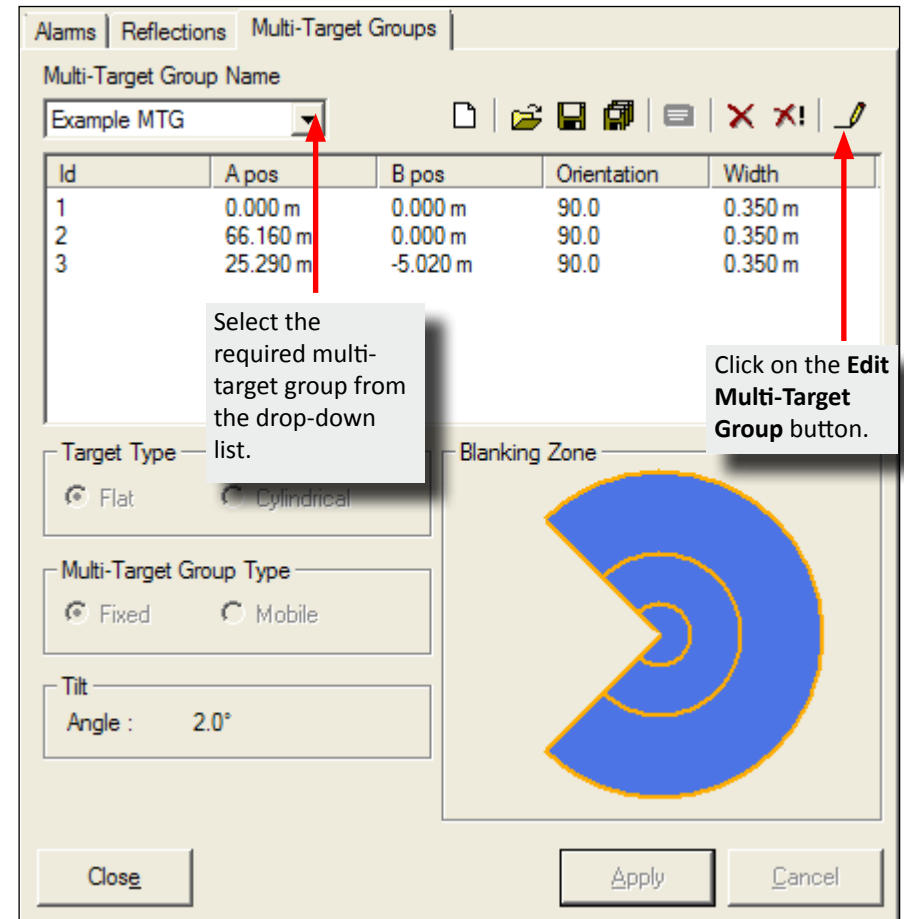 Alarms Reflections Multi-Target Groups
Multi-Target Group Name
Example MTG
Id A pos B pos Orientation Width
1 0.000 m 0.000 m 90.0 0.350 m
2 66.160 m 0.000 m 90.0 0.350 m
3 25.290 m -5.020 m 90.0 0.350 m
Select the
required multi-
target group from
the drop-down
list.
Click on the Edit
Multi-Target
Group button.
Target Type
Flat Cylindrical
Multi-Target Group Type
Fixed Mobile
Tilt
Angle : 2.0°
Blanking Zone
Close Apply Cancel